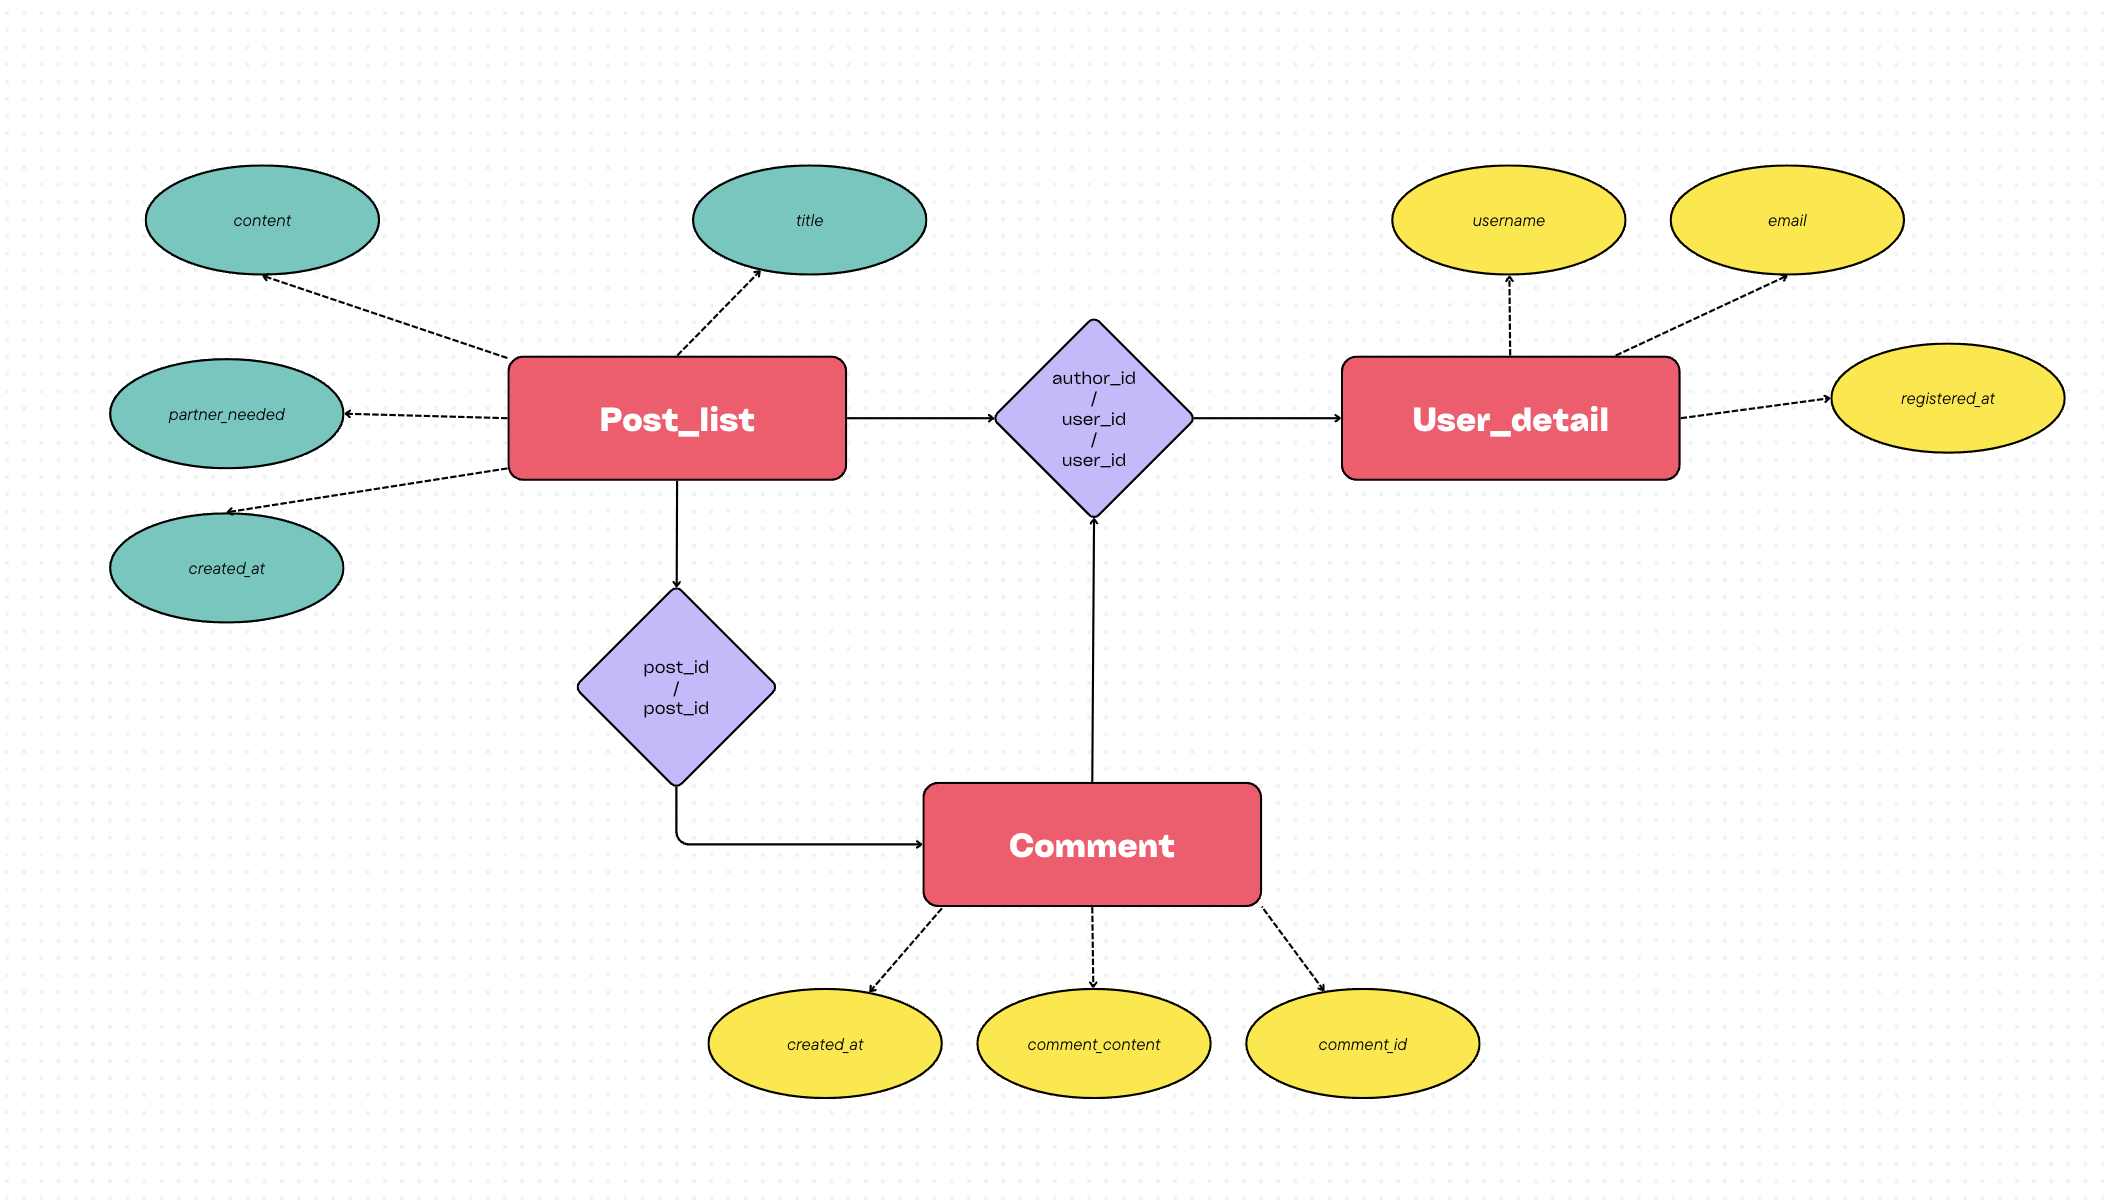 content
title
username
email
partner_needed
Post_list
author_id
/
user_id
/
user_id
User_detail
registered_at
created_at
post_id
/
post_id
Comment
created_at
comment_content
comment_id